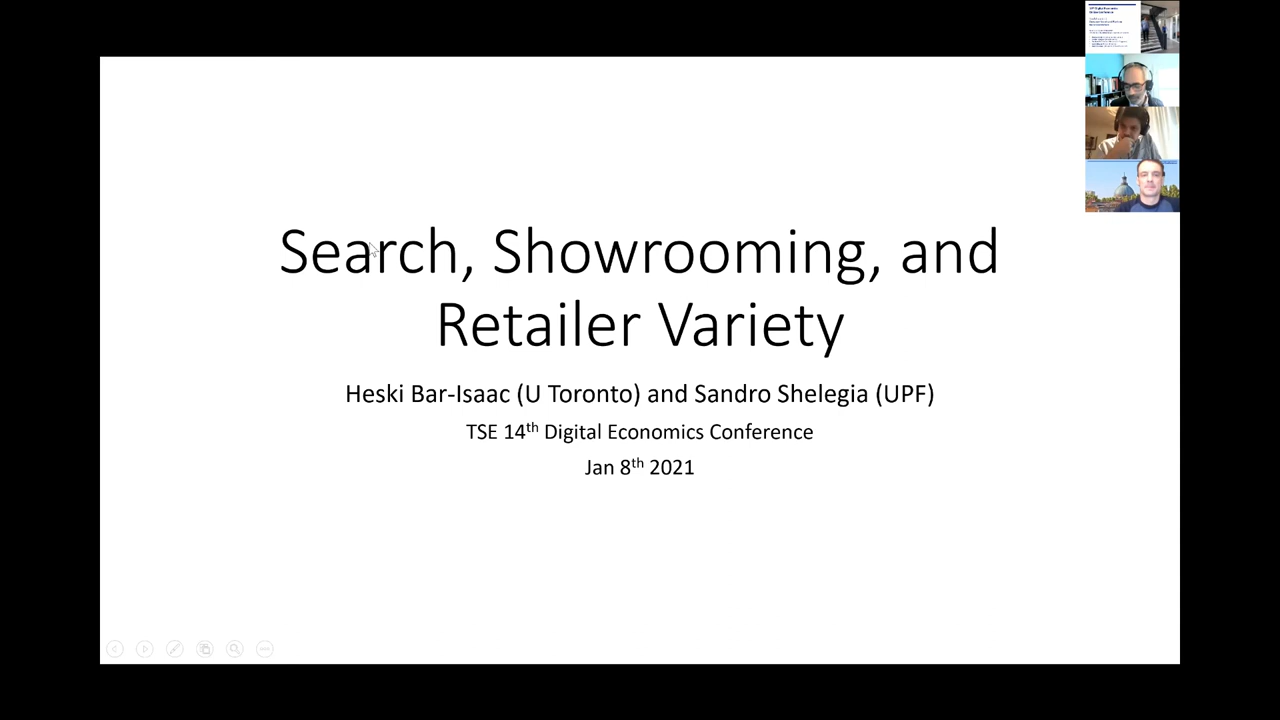 Search, Showrooming, and
Retailer Variety
Heski Bar-Isaac (U Toronto) and Sandro Shelegia (UPF)
TSE 14th Digital Economics Conference
Jan 8th 2021